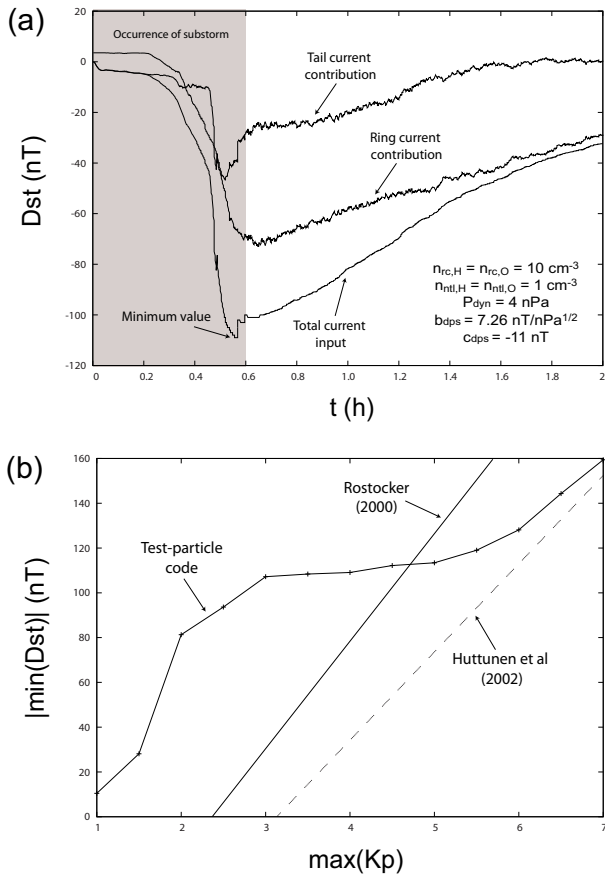 (a)
Occurrence of substorm
Tail current
contribution
Ring current
contribution
Minimum value
Total current
input
n_rc,H = n_rc,O = 10 cm^-3
n_ntl,H = n_ntl,O = 1 cm^-3
P_dyn = 4 nPa
b_dps = 7.26 nT/nPa^1/2
c_dps = -11 nT
Dst (nT)
20
0
-20
-40
-60
-80
-100
-120
0 0.2 0.4 0.6 0.8 1.0 1.2 1.4 1.6 1.8 2
t (h)
(b)
Rostocker
(2000)
Test-particle
code
Huttunen et al
(2002)
|min(Dst)| (nT)
160
140
120
100
80
60
40
20
0
1 2 3 4 5 6 7
max(Kp)